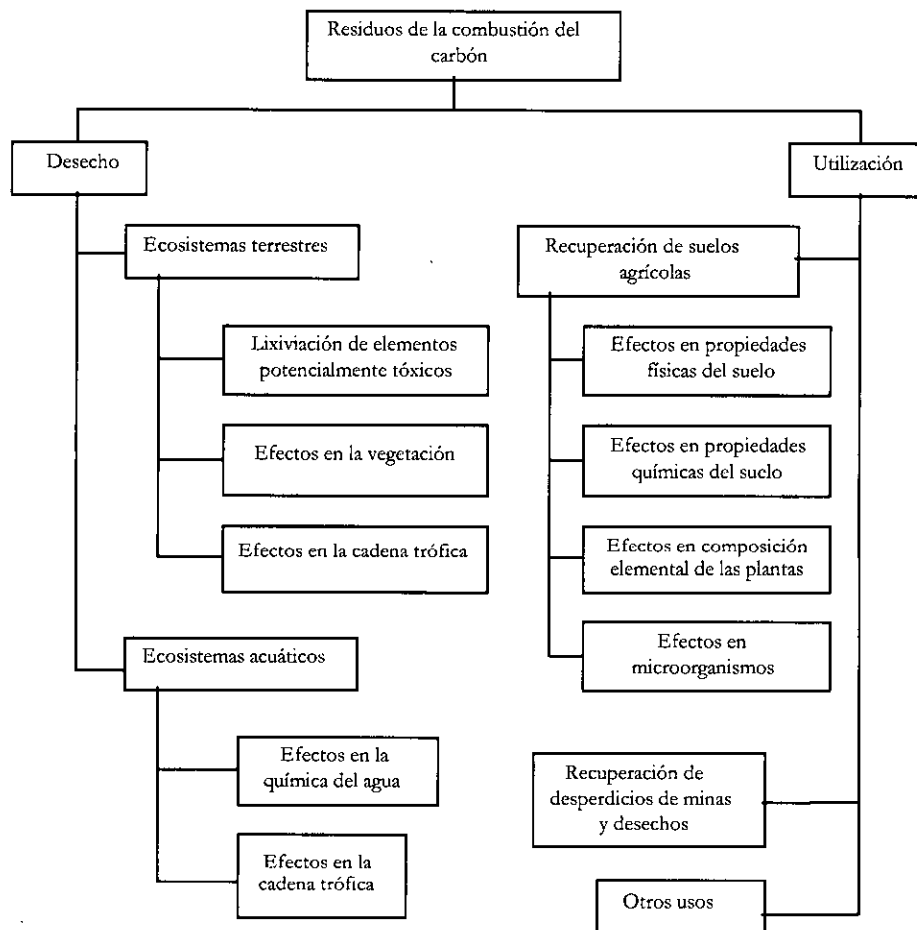 Residuos de la combustión del
carbón
Desecho
Utilización
Ecosistemas terrestres
Lixiviación de elementos
potencialmente tóxicos
Efectos en la vegetación
Efectos en la cadena trófica
Ecosistemas acuáticos
Efectos en la
química del agua
Efectos en la
cadena trófica
Recuperación de suelos
agrícolas
Efectos en propiedades
físicas del suelo
Efectos en propiedades
químicas del suelo
Efectos en composición
elemental de las plantas
Efectos en
microorganismos
Recuperación de
desperdicios de minas
y desechos
Otros usos